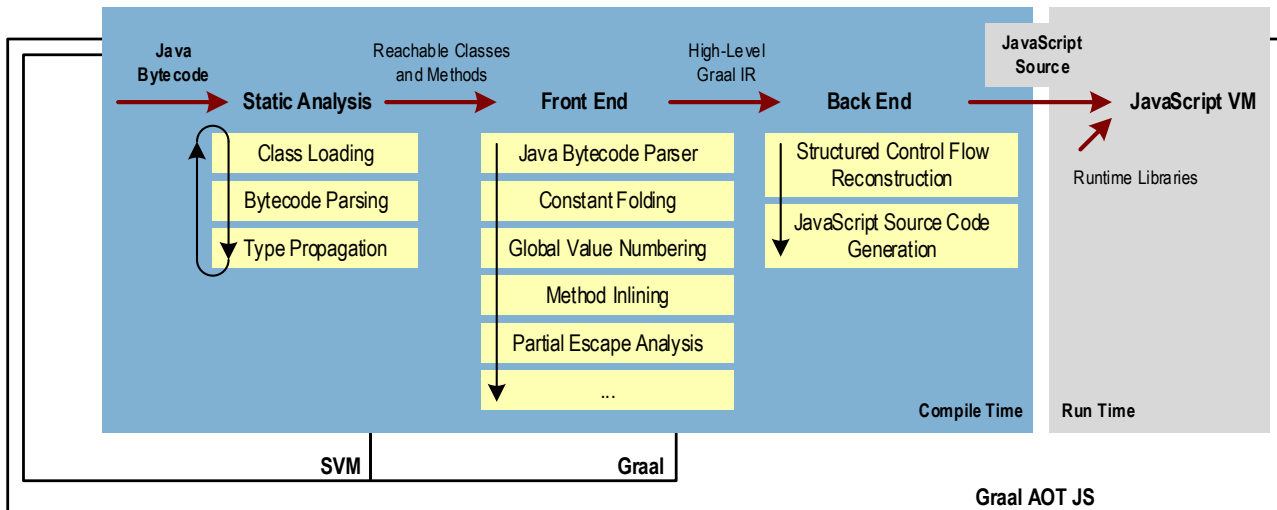 Java
Bytecode
Reachable Classes
and Methods
High-Level
Graal IR
JavaScript
Source
Static Analysis
Front End
Back End
JavaScript VM
Class Loading
Bytecode Parsing
Type Propagation
Java Bytecode Parser
Constant Folding
Global Value Numbering
Method Inlining
Partial Escape Analysis
...
Structured Control Flow
Reconstruction
JavaScript Source Code
Generation
Runtime Libraries
Compile Time
Run Time
SVM
Graal
Graal AOT JS